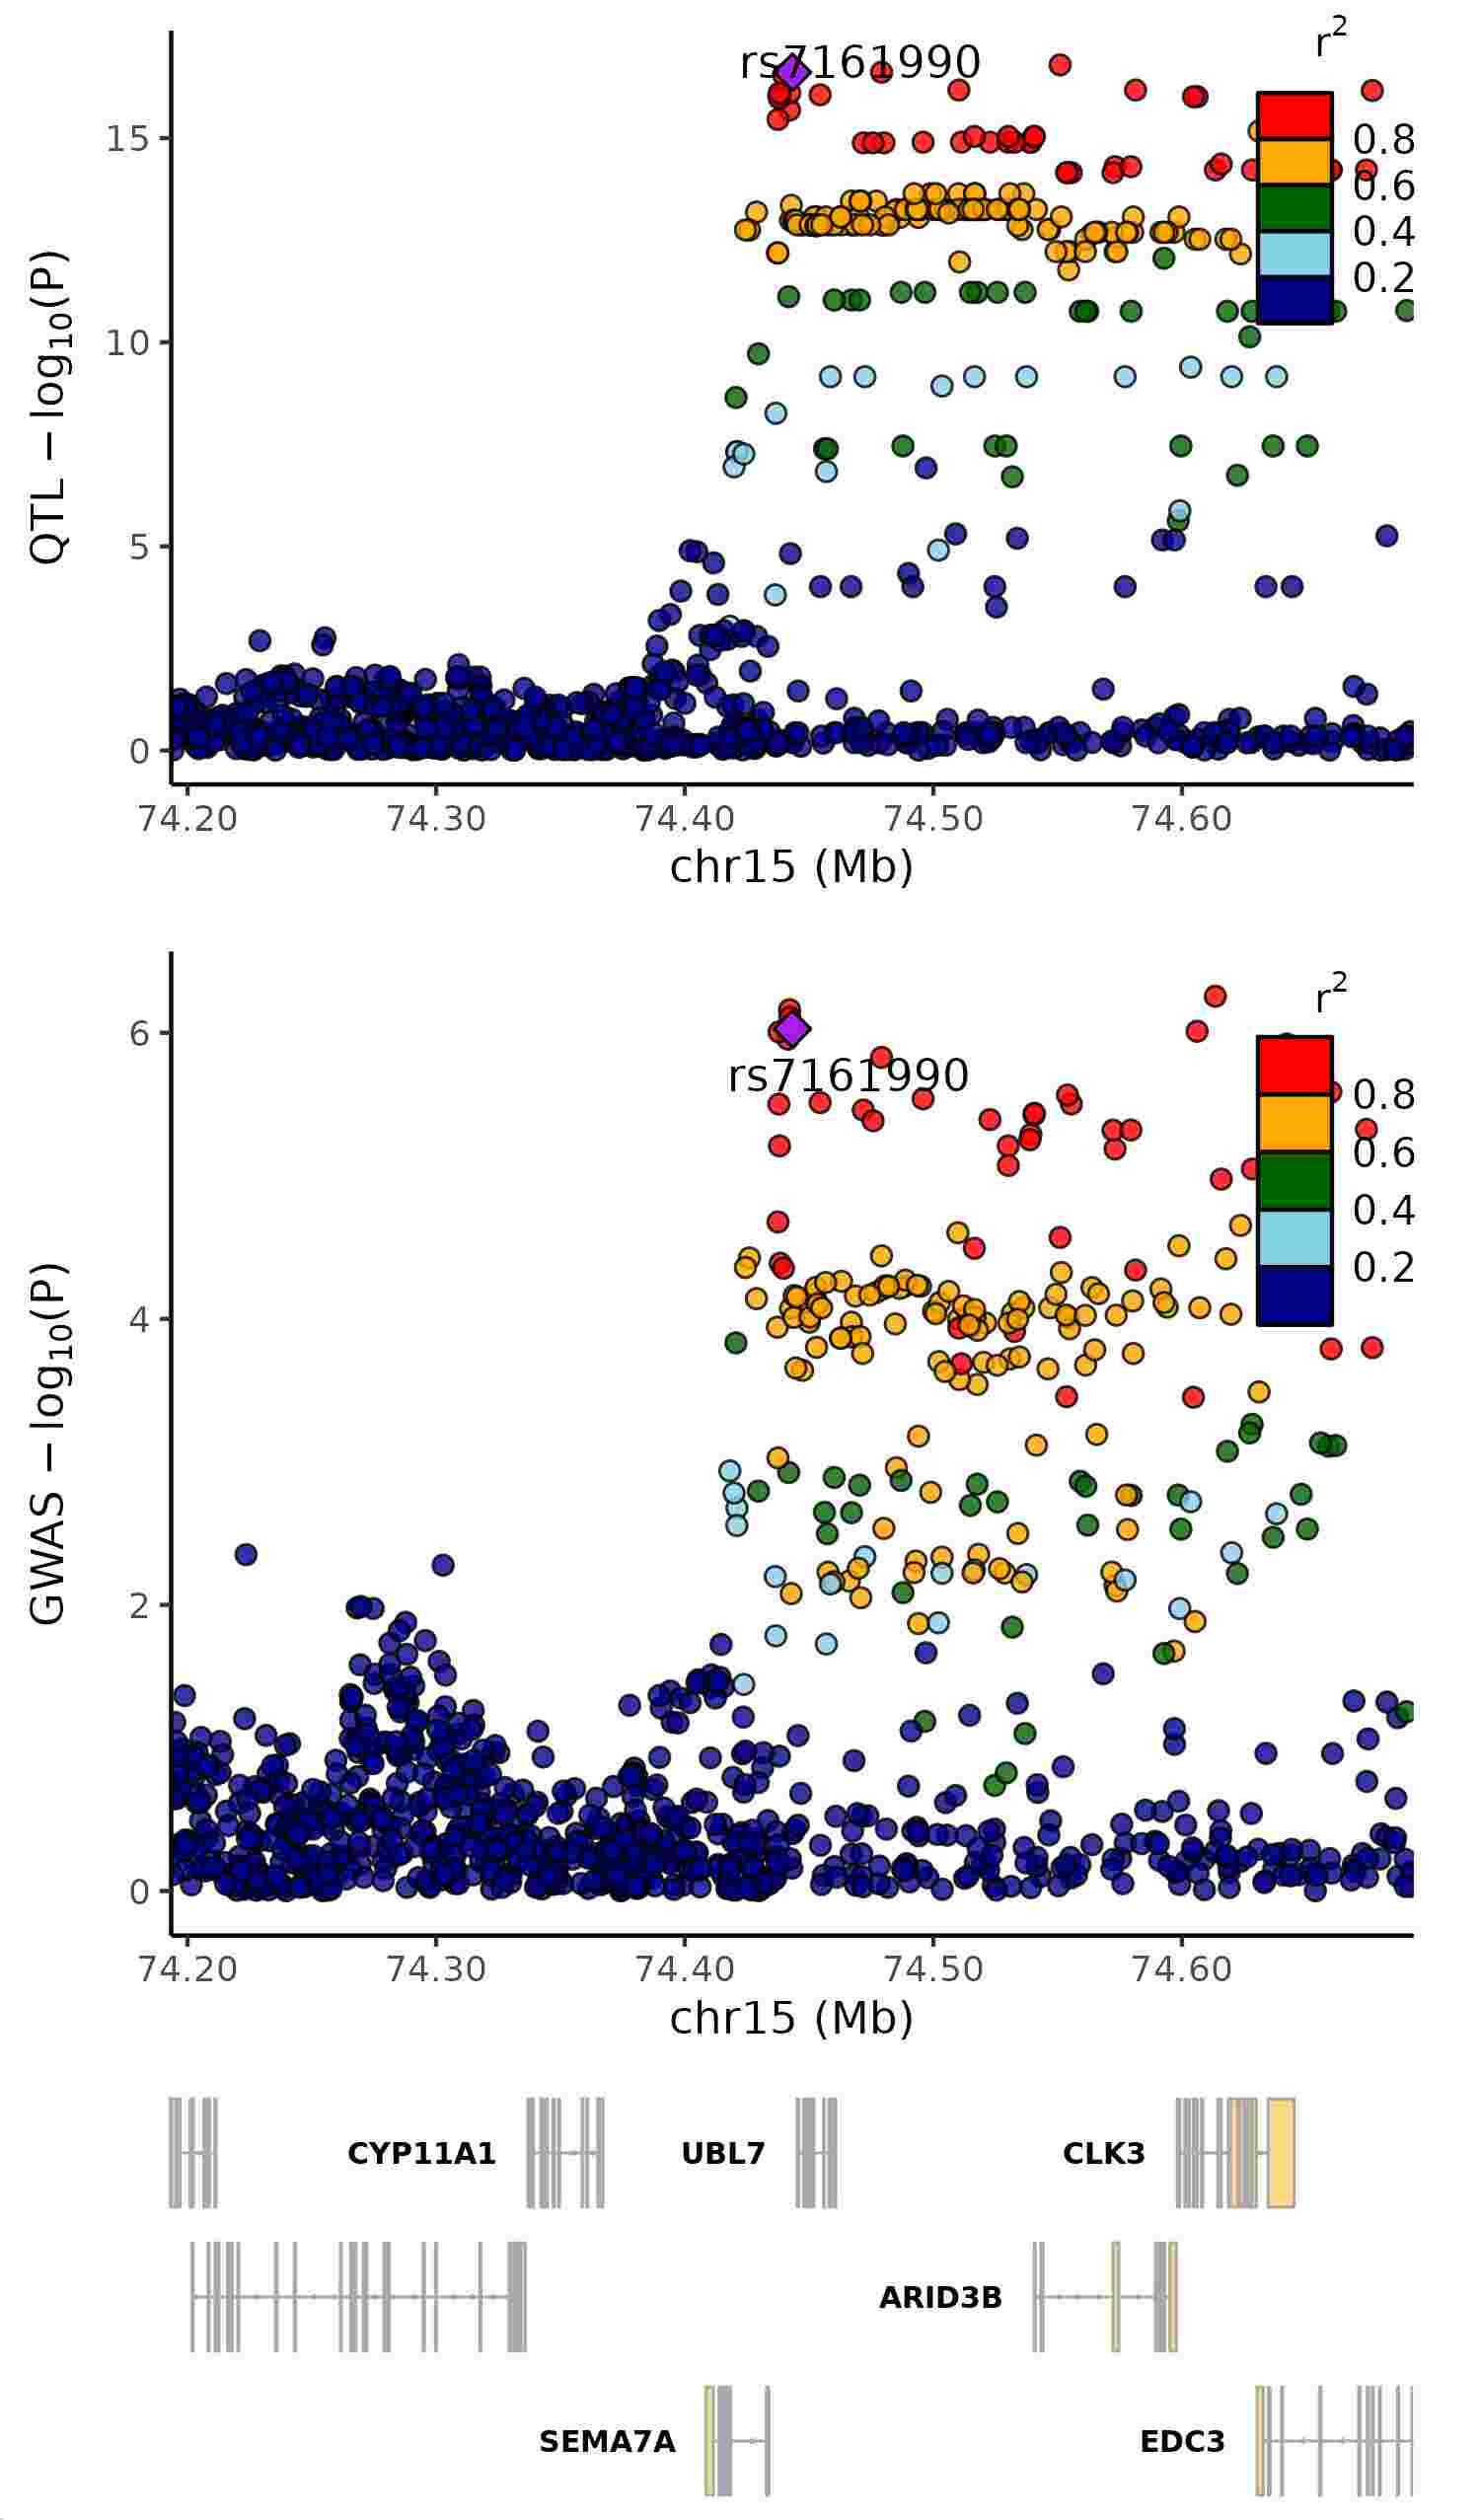 r²
rs7161990
0.8
0.6
0.4
0.2
15
10
5
0
QTL − log₁₀(P)
74.20 74.30 74.40 74.50 74.60
chr15 (Mb)
r²
rs7161990
0.8
0.6
0.4
0.2
6
4
2
0
GWAS − log₁₀(P)
74.20 74.30 74.40 74.50 74.60
chr15 (Mb)
CYP11A1 UBL7 CLK3
ARID3B
SEMA7A EDC3